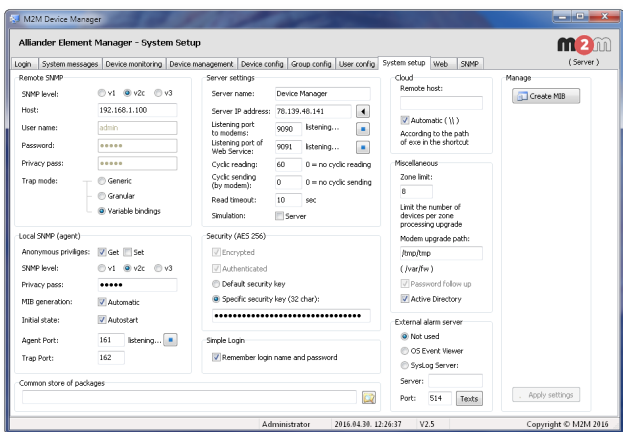 M2M Device Manager
Alliander Element Manager - System Setup
m2m
( Server )
Login System messages Device monitoring Device management Device config Group config User config System setup Web SNMP
Remote SNMP
SNMP level: v1 v2c v3
Host: 192.168.1.100
User name: admin
Password: •••••
Privacy pass: •••••
Trap mode: Generic
Granular
Variable bindings
Local SNMP (agent)
Anonymous priviliges: Get Set
SNMP level: v1 v2c v3
Privacy pass: •••••
MIB generation: Automatic
Initial state: Autostart
Agent Port: 161 listening...
Trap Port: 162
Common store of packages
Server settings
Server name: Device Manager
Server IP address: 78.139.48.141
Listening port
to modems: 9090 listening...
Listening port of
Web Service: 9091 listening...
Cyclic reading: 60 0 = no cyclic reading
Cyclic sending
(by modem): 0 0 = no cyclic sending
Read timeout: 10 sec
Simulation: Server
Security (AES 256)
Encrypted
Authenticated
Default security key
Specific security key (32 char):
••••••••••••••••••••••••••••••••
Simple Login
Remember login name and password
Cloud
Remote host:
Automatic ( \\ )
According to the path
of exe in the shortcut
Miscellaneous
Zone limit:
8
Limit the number of
devices per zone
processing upgrade
Modem upgrade path:
/tmp/tmp
( /var/fw )
Password follow up
Active Directory
External alarm server
Not used
OS Event Viewer
SysLog Server:
Server:
Port: 514 Texts
Manage
Create MIB
Apply settings
Administrator 2016.04.30. 12:26:37 V2.5 Copyright © M2M 2016